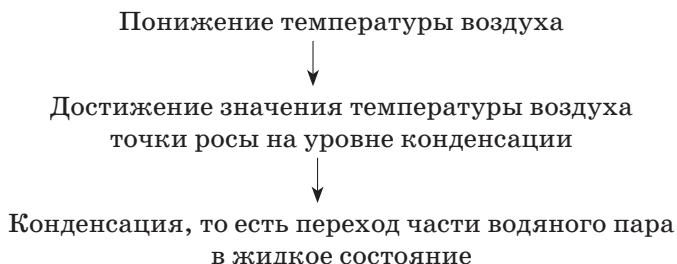 Понижение температуры воздуха
Достижение значения температуры воздуха
точки росы на уровне конденсации
Конденсация, то есть переход части водяного пара
в жидкое состояние